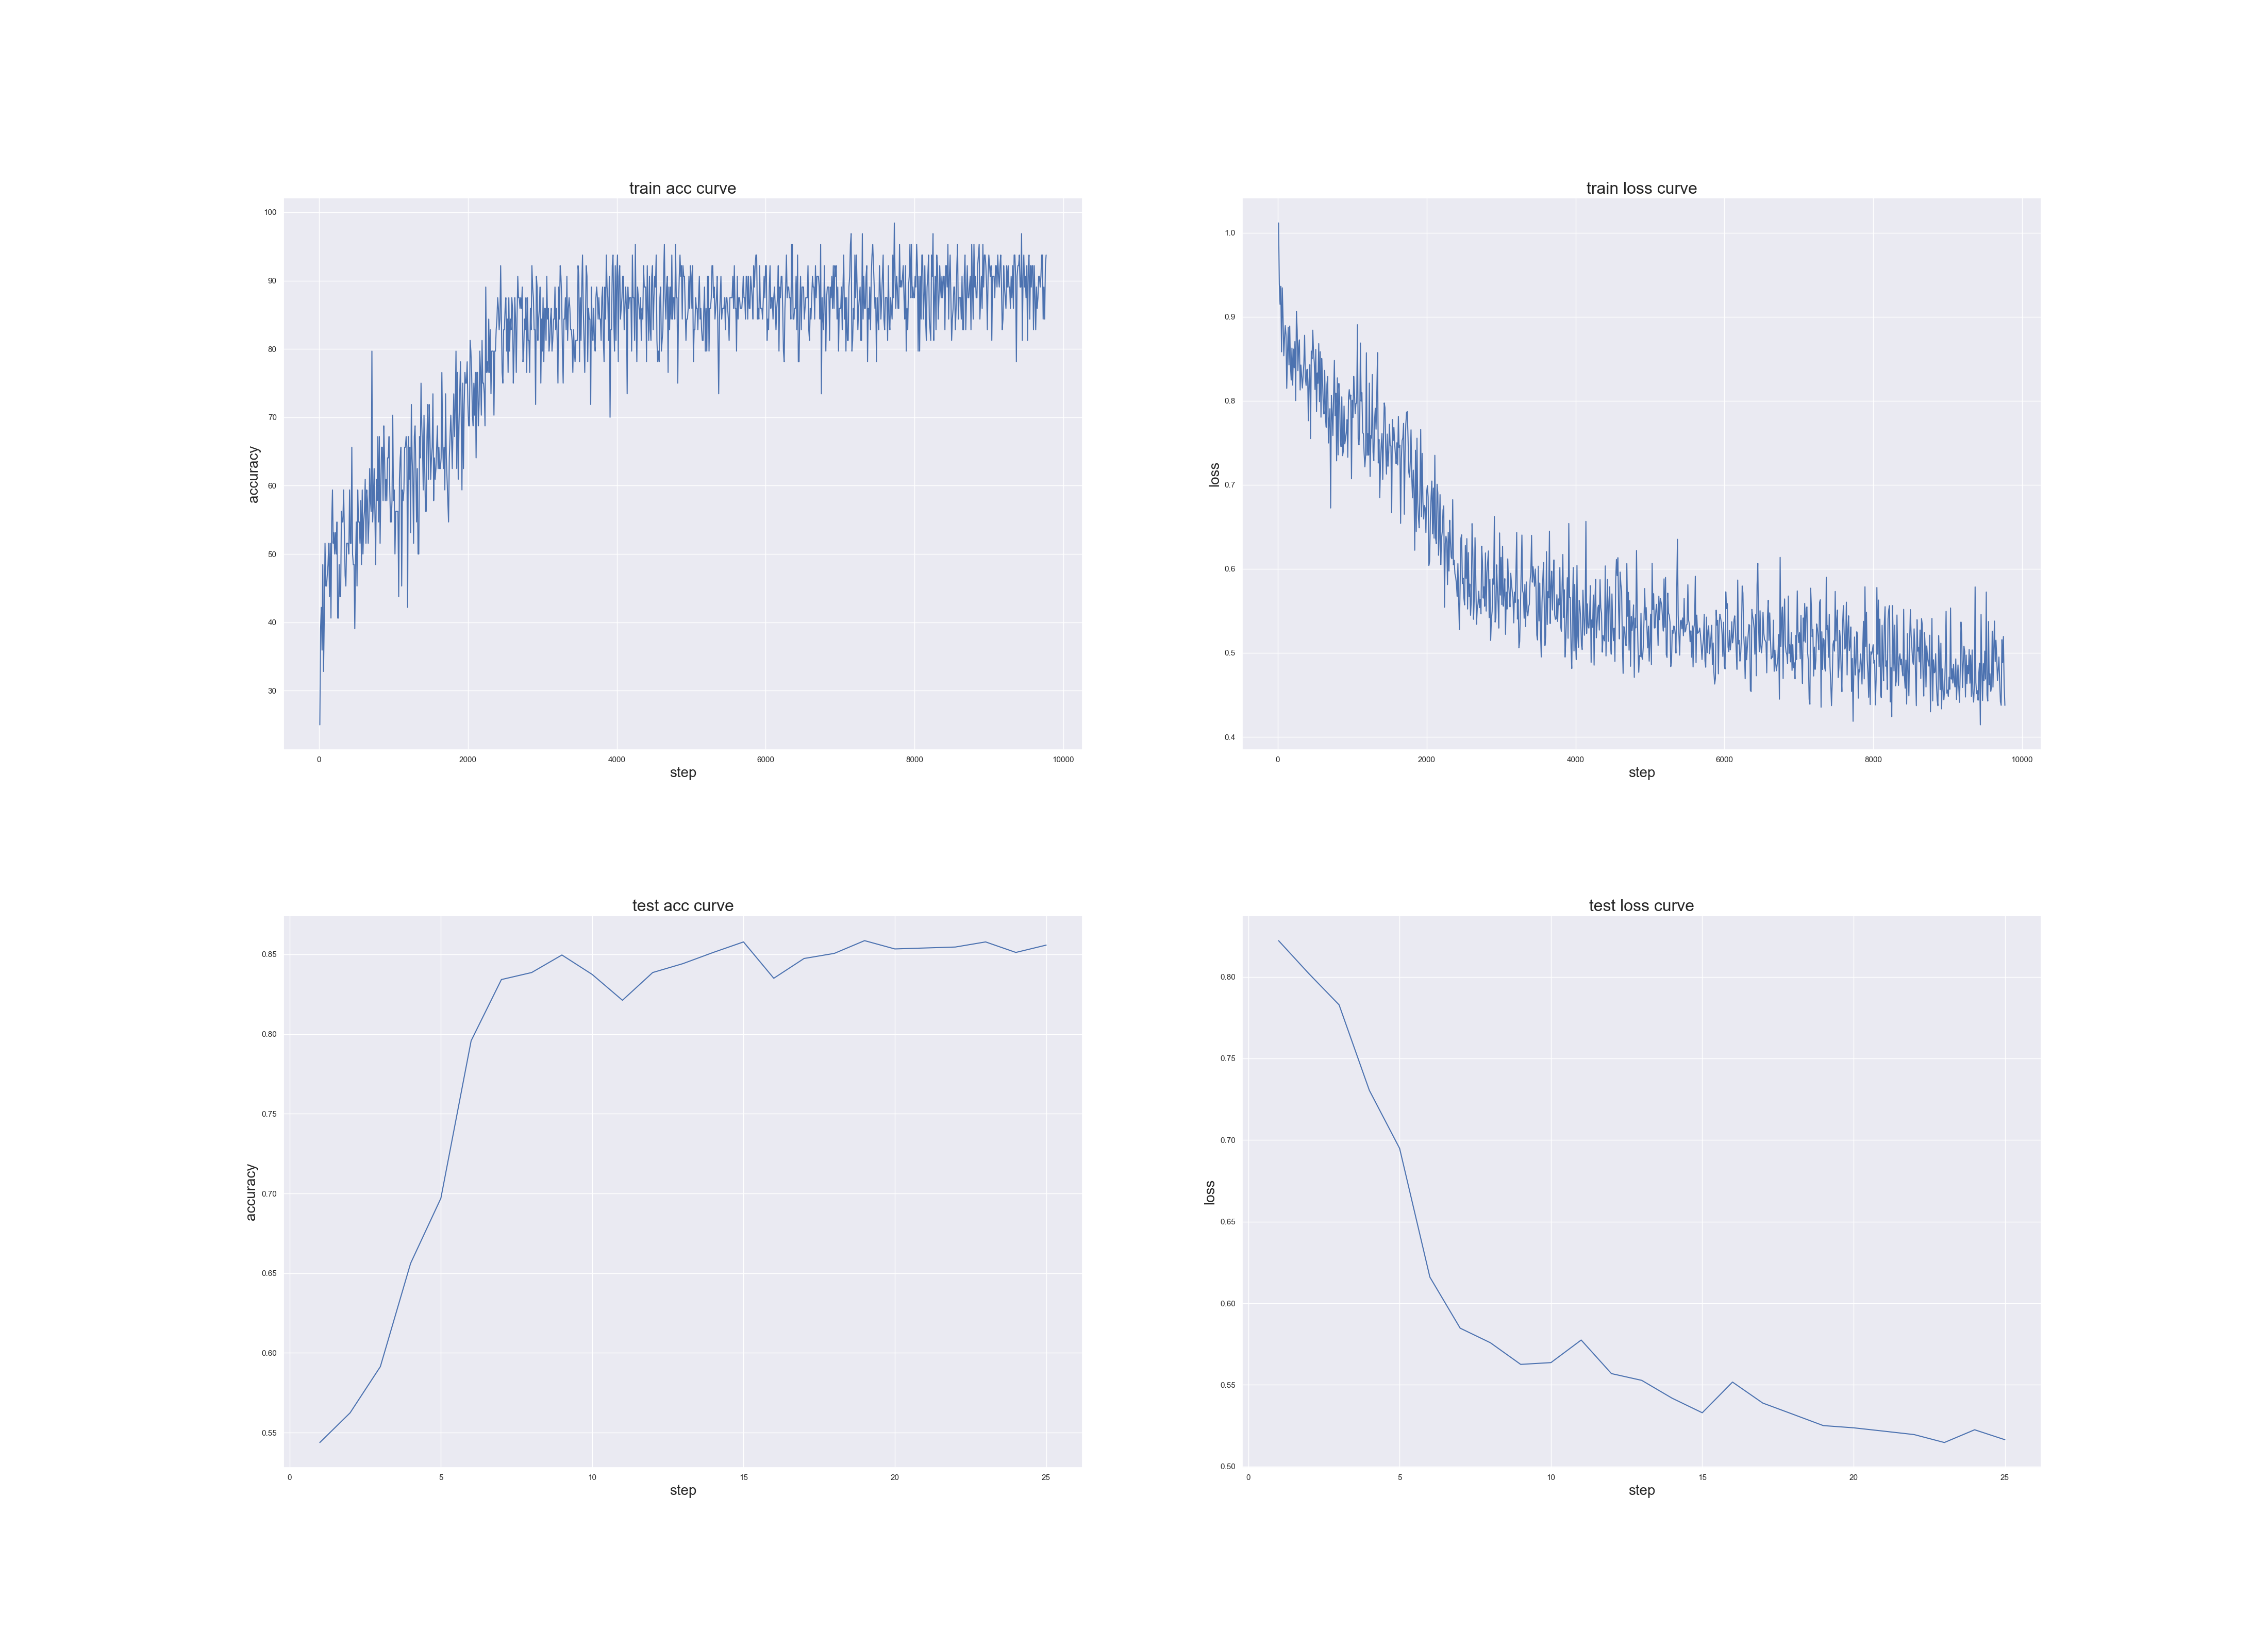 train acc curve
100
90
80
70
60
50
40
30
accuracy
0 2000 4000 6000 8000 10000
step
train loss curve
1.0
0.9
0.8
0.7
0.6
0.5
0.4
loss
0 2000 4000 6000 8000 10000
step
test acc curve
0.85
0.80
0.75
0.70
0.65
0.60
0.55
accuracy
0 5 10 15 20 25
step
test loss curve
0.80
0.75
0.70
0.65
0.60
0.55
0.50
loss
0 5 10 15 20 25
step